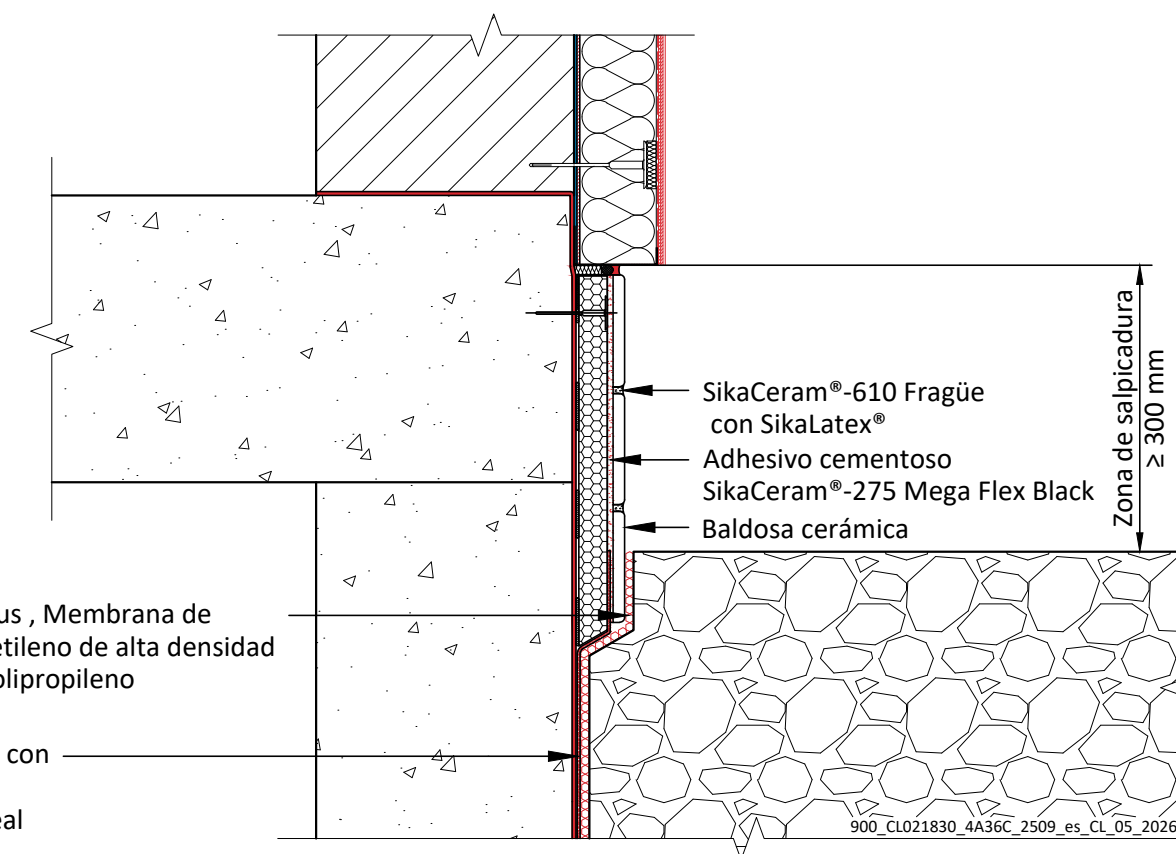 SikaCeram®-610 Fragüe
con SikaLatex®
Adhesivo cementoso
SikaCeram®-275 Mega Flex Black
Baldosa cerámica
Zona de salpicadura
≥ 300 mm
us , Membrana de
etileno de alta densidad
olipropileno
con
eal
900_CL021830_4A36C_2509_es_CL_05_2026